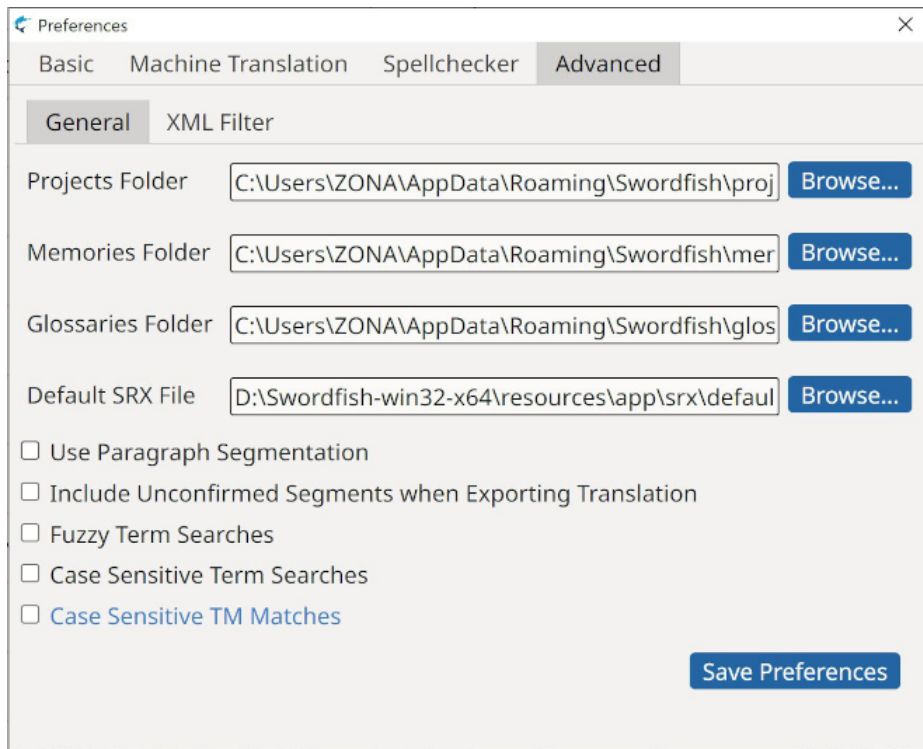 Preferences
Basic Machine Translation Spellchecker Advanced
General XML Filter
Projects Folder C:\Users\ZONA\AppData\Roaming\Swordfish\proj Browse...
Memories Folder C:\Users\ZONA\AppData\Roaming\Swordfish\mer Browse...
Glossaries Folder C:\Users\ZONA\AppData\Roaming\Swordfish\glos Browse...
Default SRX File D:\Swordfish-win32-x64\resources\app\srx\defaul Browse...
Use Paragraph Segmentation
Include Unconfirmed Segments when Exporting Translation
Fuzzy Term Searches
Case Sensitive Term Searches
Case Sensitive TM Matches
Save Preferences